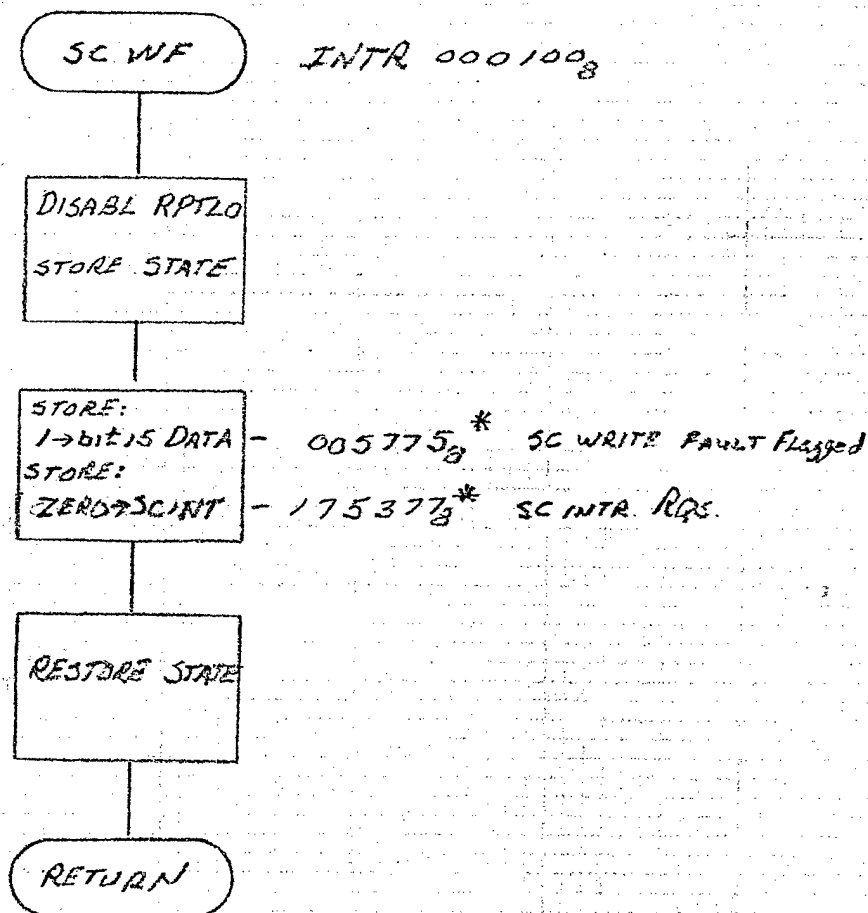 SC WF INTR 000100₈
DISABL RPTLO
STORE STATE
STORE:
1→bit 15 DATA - 005775₈* SC WRITE FAULT Flagged
STORE:
ZERO→SCINT - 175377₈* SC INTR. RQS.
RESTORE STATE
RETURN